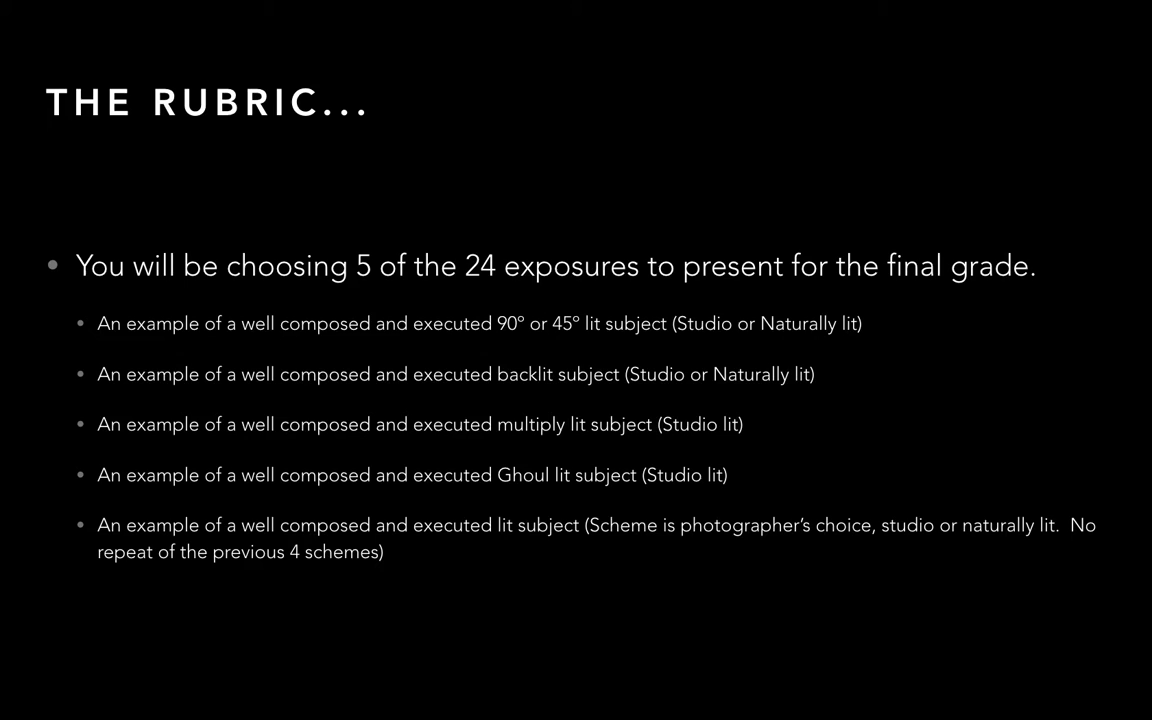 THE RUBRIC...
• You will be choosing 5 of the 24 exposures to present for the final grade.
• An example of a well composed and executed 90º or 45º lit subject (Studio or Naturally lit)
• An example of a well composed and executed backlit subject (Studio or Naturally lit)
• An example of a well composed and executed multiply lit subject (Studio lit)
• An example of a well composed and executed Ghoul lit subject (Studio lit)
• An example of a well composed and executed lit subject (Scheme is photographer’s choice, studio or naturally lit.  No
repeat of the previous 4 schemes)